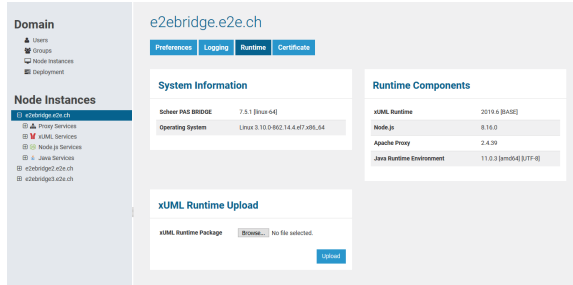 Domain
Users
Groups
Node Instances
Deployment
Node Instances
e2ebridge.e2e.ch
Proxy Services
xUML Services
Node.js Services
Java Services
e2ebridge2.e2e.ch
e2ebridge3.e2e.ch
e2ebridge.e2e.ch
Preferences Logging Runtime Certificate
System Information
Scheer PAS BRIDGE 7.5.1 [linux-64]
Operating System Linux 3.10.0-862.14.4.el7.x86_64
Runtime Components
xUML Runtime 2019.6 [BASE]
Node.js 8.16.0
Apache Proxy 2.4.39
Java Runtime Environment 11.0.3 [amd64] [UTF-8]
xUML Runtime Upload
xUML Runtime Package Browse... No file selected.
Upload